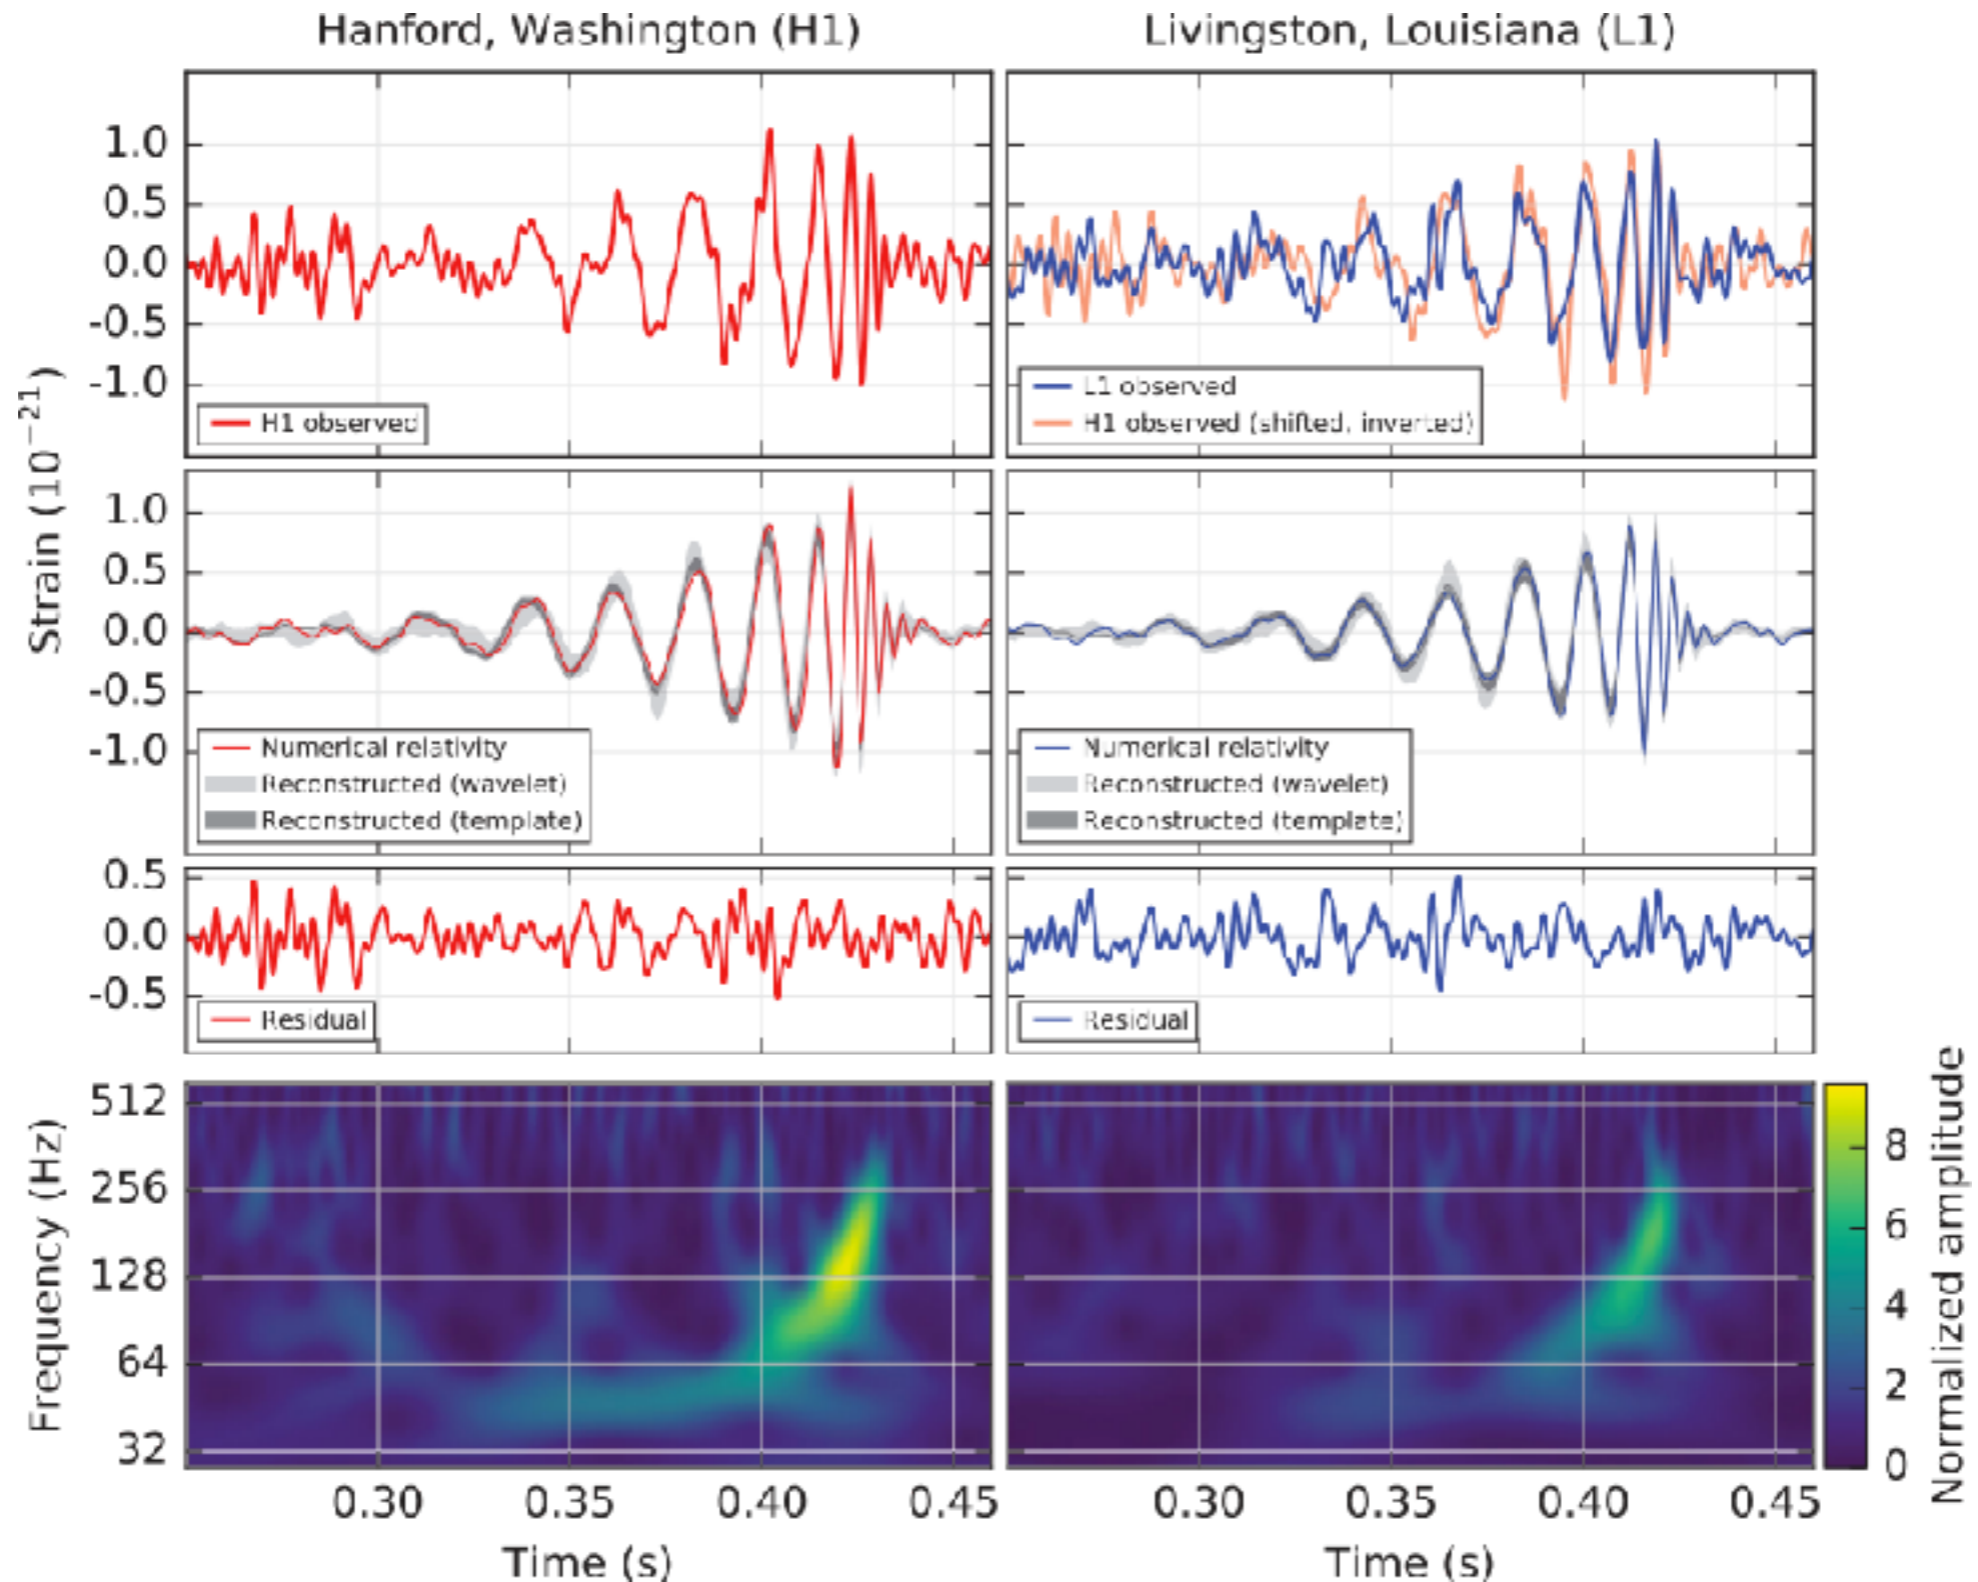 Hanford, Washington (H1)
Livingston, Louisiana (L1)
Strain (10⁻²¹)
1.0
0.5
0.0
-0.5
-1.0
H1 observed
L1 observed
H1 observed (shifted, inverted)
1.0
0.5
0.0
-0.5
-1.0
Numerical relativity
Reconstructed (wavelet)
Reconstructed (template)
Numerical relativity
Reconstructed (wavelet)
Reconstructed (template)
0.5
0.0
-0.5
Residual
Residual
Frequency (Hz)
512
256
128
64
32
Normalized amplitude
8
6
4
2
0
0.30 0.35 0.40 0.45
0.30 0.35 0.40 0.45
Time (s)
Time (s)